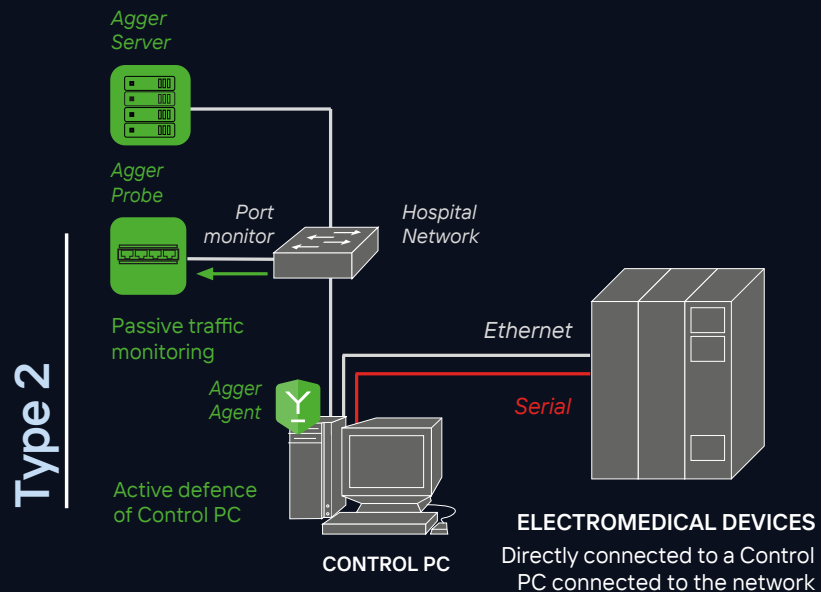 Agger
Server
Agger
Probe
Port
monitor
Hospital
Network
Passive traffic
monitoring
Ethernet
Serial
Agger
Agent
Type 2
Active defence
of Control PC
CONTROL PC
ELECTROMEDICAL DEVICES
Directly connected to a Control
PC connected to the network